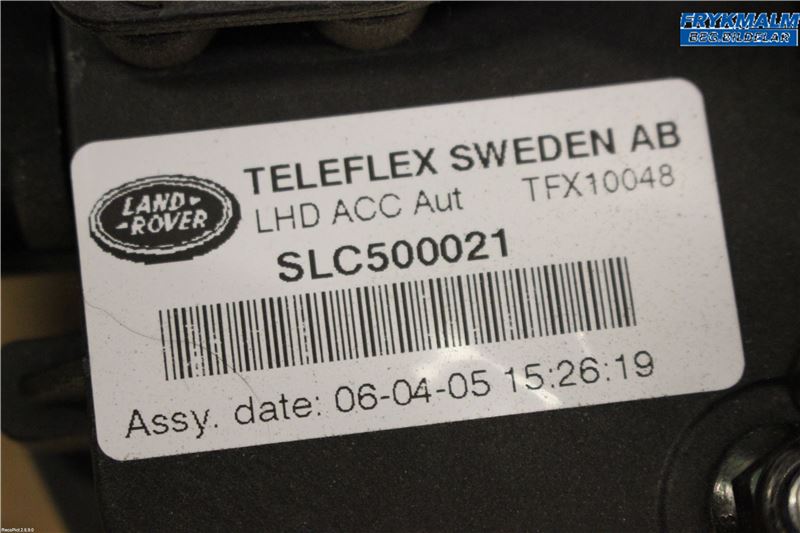 FRYKMALM
BZG BILDELAR
TELEFLEX SWEDEN AB
LAND
-ROVER
LHD ACC Aut TFX10048
SLC500021
Assy. date: 06-04-05 15:26:19